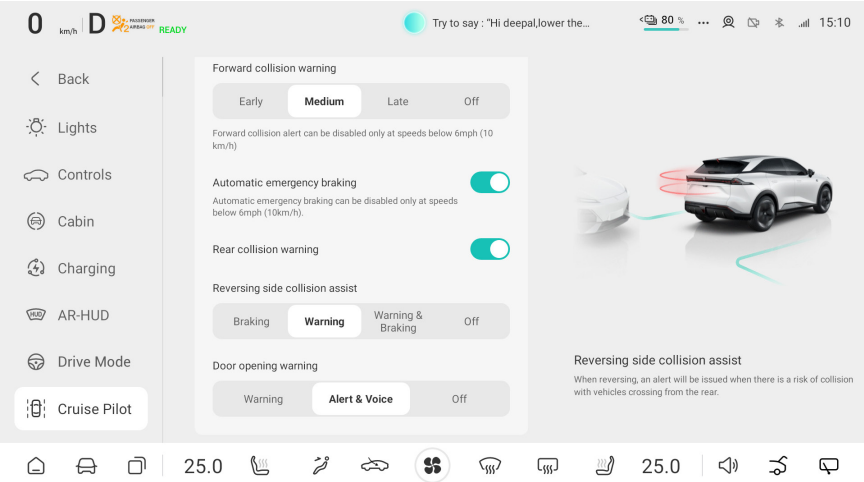 0 km/h D PASSENGER
AIRBAG OFF READY
Try to say : “Hi deepal,lower the...
80 %
15:10
Back
Lights
Controls
Cabin
Charging
HUD AR-HUD
Drive Mode
Cruise Pilot
Forward collision warning
Early Medium Late Off
Forward collision alert can be disabled only at speeds below 6mph (10
km/h)
Automatic emergency braking
Automatic emergency braking can be disabled only at speeds
below 6mph (10km/h).
Rear collision warning
Reversing side collision assist
Braking Warning Warning &
Braking Off
Door opening warning
Warning Alert & Voice Off
Reversing side collision assist
When reversing, an alert will be issued when there is a risk of collision
with vehicles crossing from the rear.
25.0 25.0